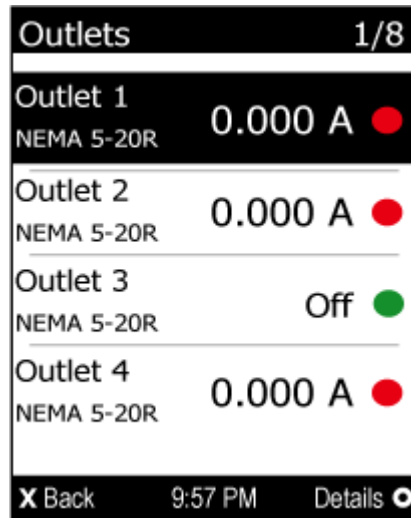 Outlets 1/8
Outlet 1
0.000 A
NEMA 5-20R
Outlet 2
0.000 A
NEMA 5-20R
Outlet 3
Off
NEMA 5-20R
Outlet 4
0.000 A
NEMA 5-20R
X Back 9:57 PM Details O